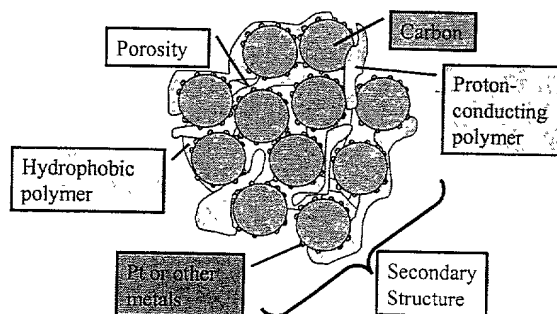 Porosity
Carbon
Proton-
conducting
polymer
Hydrophobic
polymer
Pt or other
metals
Secondary
Structure